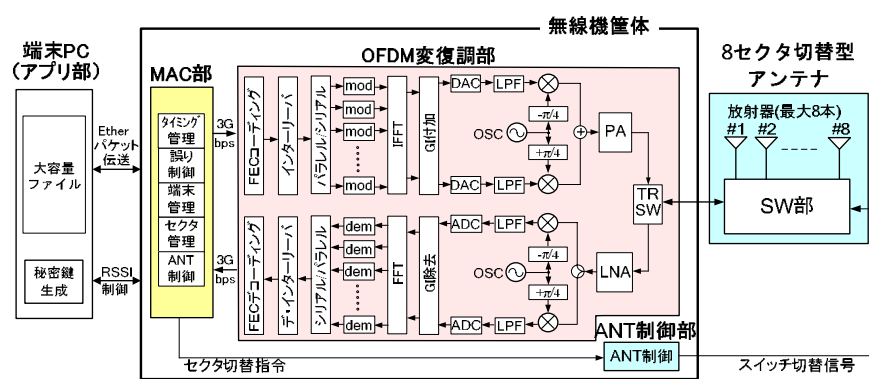 無線機筐体
端末PC
（アプリ部）
大容量
ファイル
秘密鍵
生成
Ether
パケット
伝送
RSSI
制御
MAC部
タイミング
管理
誤り
制御
端末
管理
セクタ
管理
ANT
制御
3G
bps
3G
bps
OFDM変復調部
FECコーディング
インターリーバ
パラレル/シリアル
mod
mod
mod
mod
IFFT
GI付加
DAC
LPF
DAC
LPF
OSC
-π/4
+π/4
PA
TR
SW
FECデコーディング
デ・インターリーバ
シリアル/パラレル
dem
dem
dem
dem
FFT
GI除去
ADC
LPF
ADC
LPF
OSC
-π/4
+π/4
LNA
8セクタ切替型
アンテナ
放射器(最大8本)
#1 #2 #8
SW部
ANT制御部
ANT制御
セクタ切替指令
スイッチ切替信号